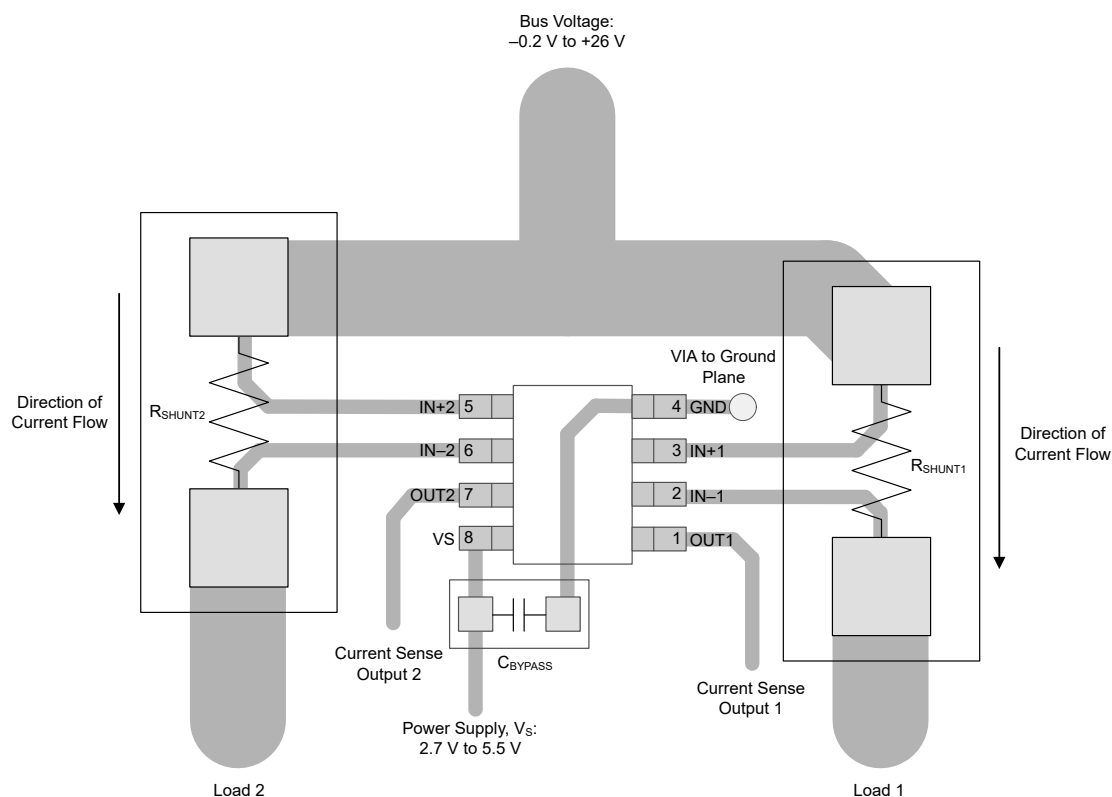 Bus Voltage:
–0.2 V to +26 V
VIA to Ground
Plane
Direction of
Current Flow
RSHUNT2
IN+2 5
4 GND
IN–2 6
3 IN+1
Direction of
Current Flow
RSHUNT1
OUT2 7
2 IN–1
VS 8
1 OUT1
Current Sense
Output 2
CBYPASS
Current Sense
Output 1
Power Supply, VS:
2.7 V to 5.5 V
Load 2
Load 1